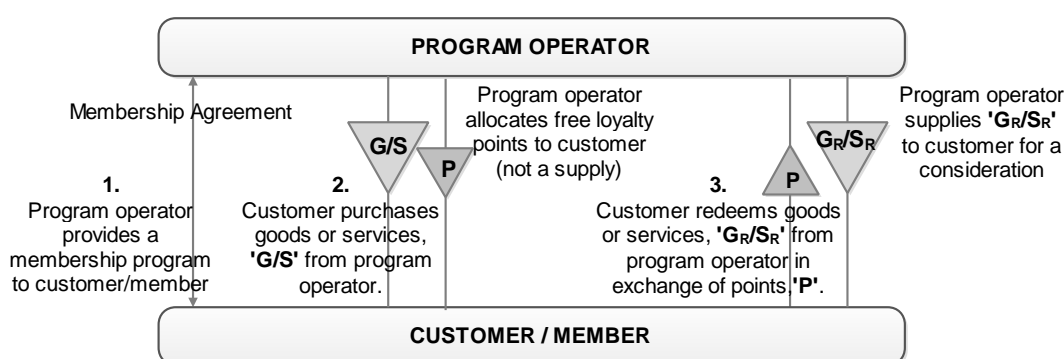 PROGRAM OPERATOR
Membership Agreement
1.
Program operator
provides a
membership program
to customer/member
G/S
P
2.
Customer purchases
goods or services,
'G/S' from program
operator.
Program operator
allocates free loyalty
points to customer
(not a supply)
3.
Customer redeems goods
or services, 'GR/SR' from
program operator in
exchange of points,'P'.
P
GR/SR
Program operator
supplies 'GR/SR'
to customer for a
consideration
CUSTOMER / MEMBER